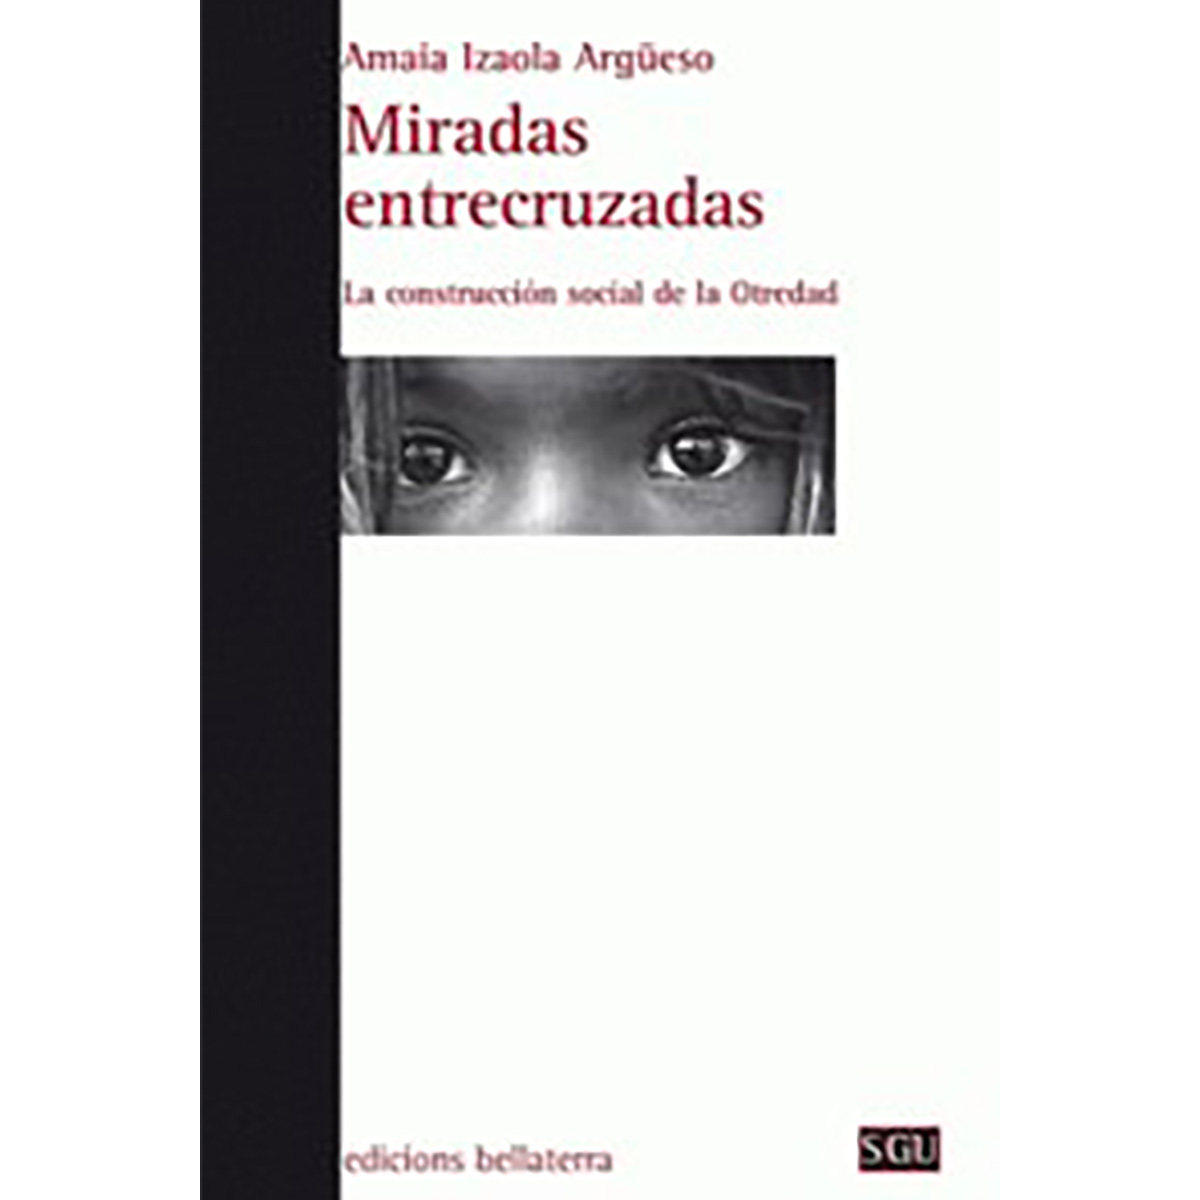 Amaia Izaola Argüeso
Miradas
entrecruzadas
La construcción social de la Otredad
edicions bellaterra
SGU